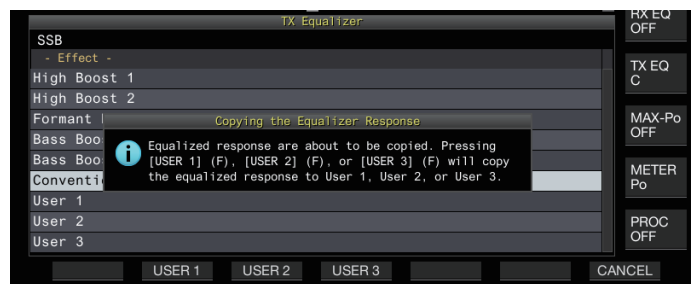 TX Equalizer
RX EQ
OFF
SSB
- Effect -
TX EQ
C
High Boost 1
High Boost 2
Formant
MAX-Po
OFF
Copying the Equalizer Response
Bass Boo
Equalized response are about to be copied. Pressing
[USER 1] (F), [USER 2] (F), or [USER 3] (F) will copy
the equalized response to User 1, User 2, or User 3.
Bass Boo
METER
Po
Conventi
User 1
User 2
PROC
OFF
User 3
USER 1
USER 2
USER 3
CANCEL